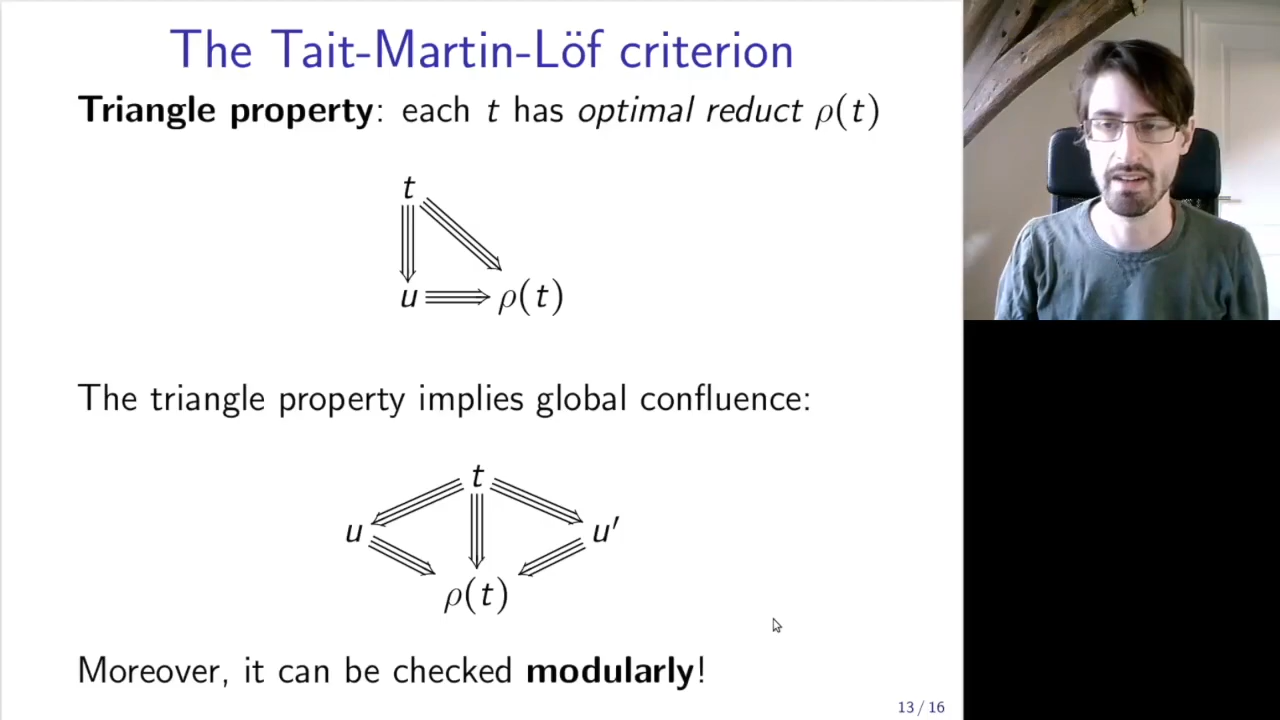 The Tait-Martin-Löf criterion
Triangle property: each t has optimal reduct ρ(t)
t
u ρ(t)
The triangle property implies global confluence:
t
u u′
ρ(t)
Moreover, it can be checked modularly!
13 / 16